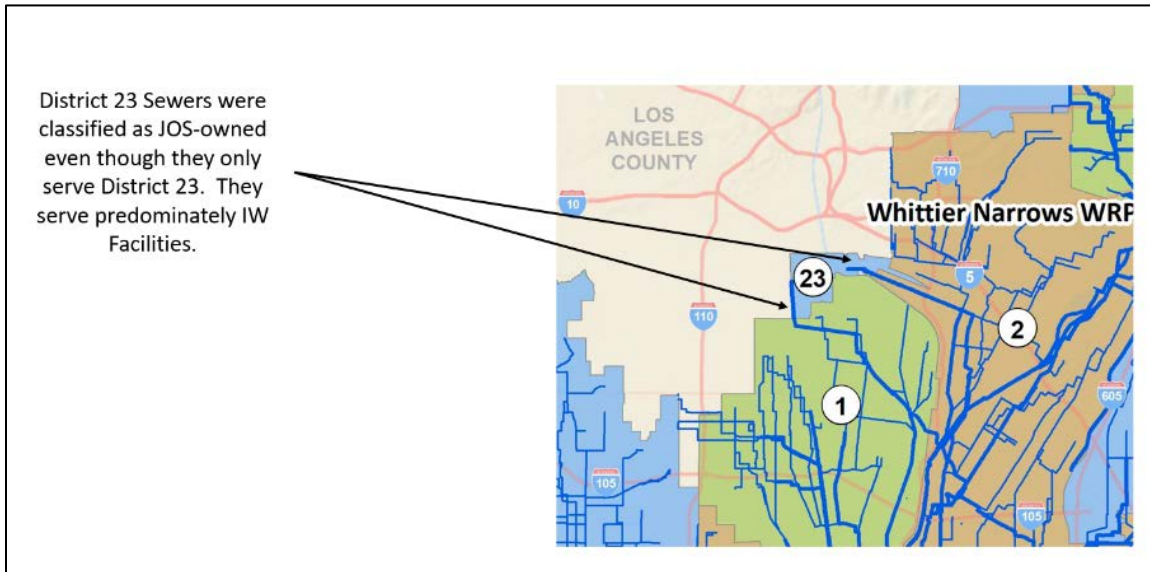 District 23 Sewers were
classified as JOS-owned
even though they only
serve District 23. They
serve predominately IW
Facilities.
LOS
ANGELES
COUNTY
710
10
Whittier Narrows WRP
23
5
110
2
1
605
105
105